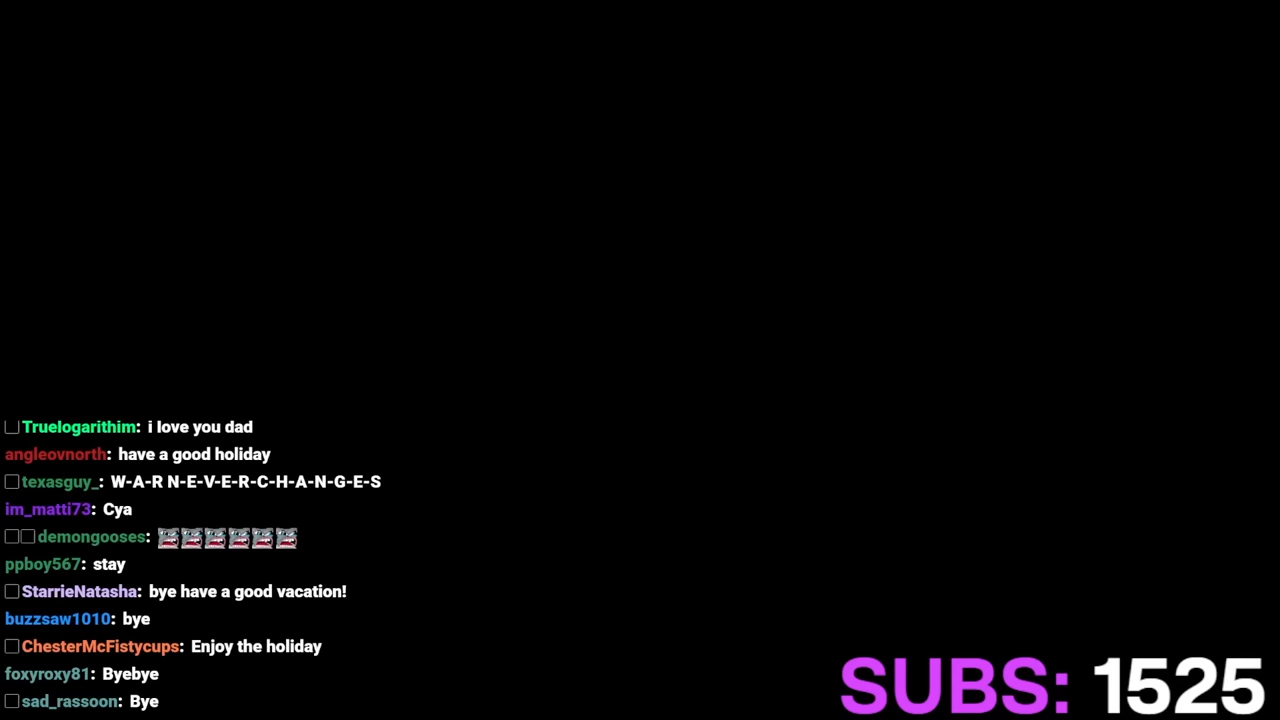 Truelogarithim: i love you dad
angleovnorth: have a good holiday
texasguy_: W-A-R N-E-V-E-R-C-H-A-N-G-E-S
im_matti73: Cya
demongooses:
ppboy567: stay
StarrieNatasha: bye have a good vacation!
buzzsaw1010: bye
ChesterMcFistycups: Enjoy the holiday
foxyroxy81: Byebye
sad_rassoon: Bye
SUBS: 1525